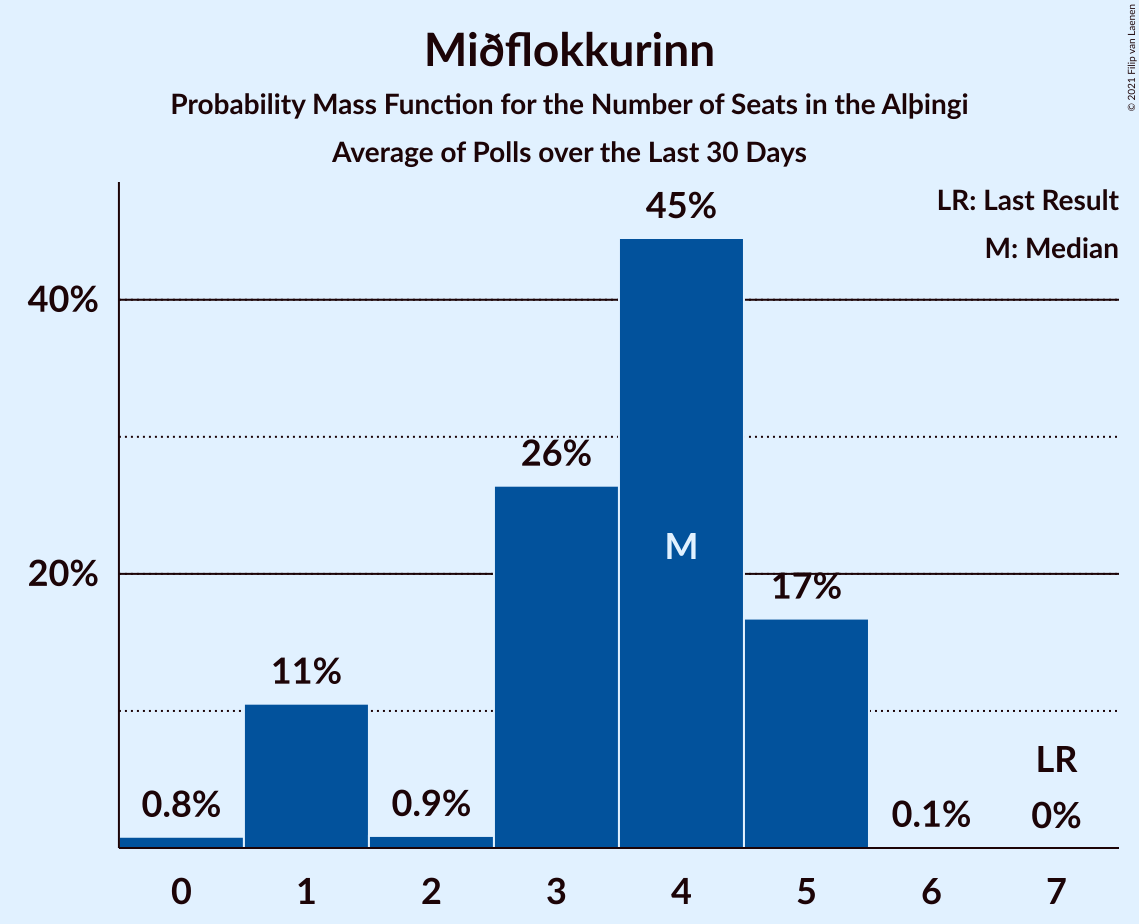 Miðflokkurinn
Probability Mass Function for the Number of Seats in the Alþingi
Average of Polls over the Last 30 Days
© 2021 Filip van Laenen
LR: Last Result
M: Median
45%
40%
26%
M
20%
17%
11%
0.8%
0.9%
0.1%
LR
0%
0 1 2 3 4 5 6 7